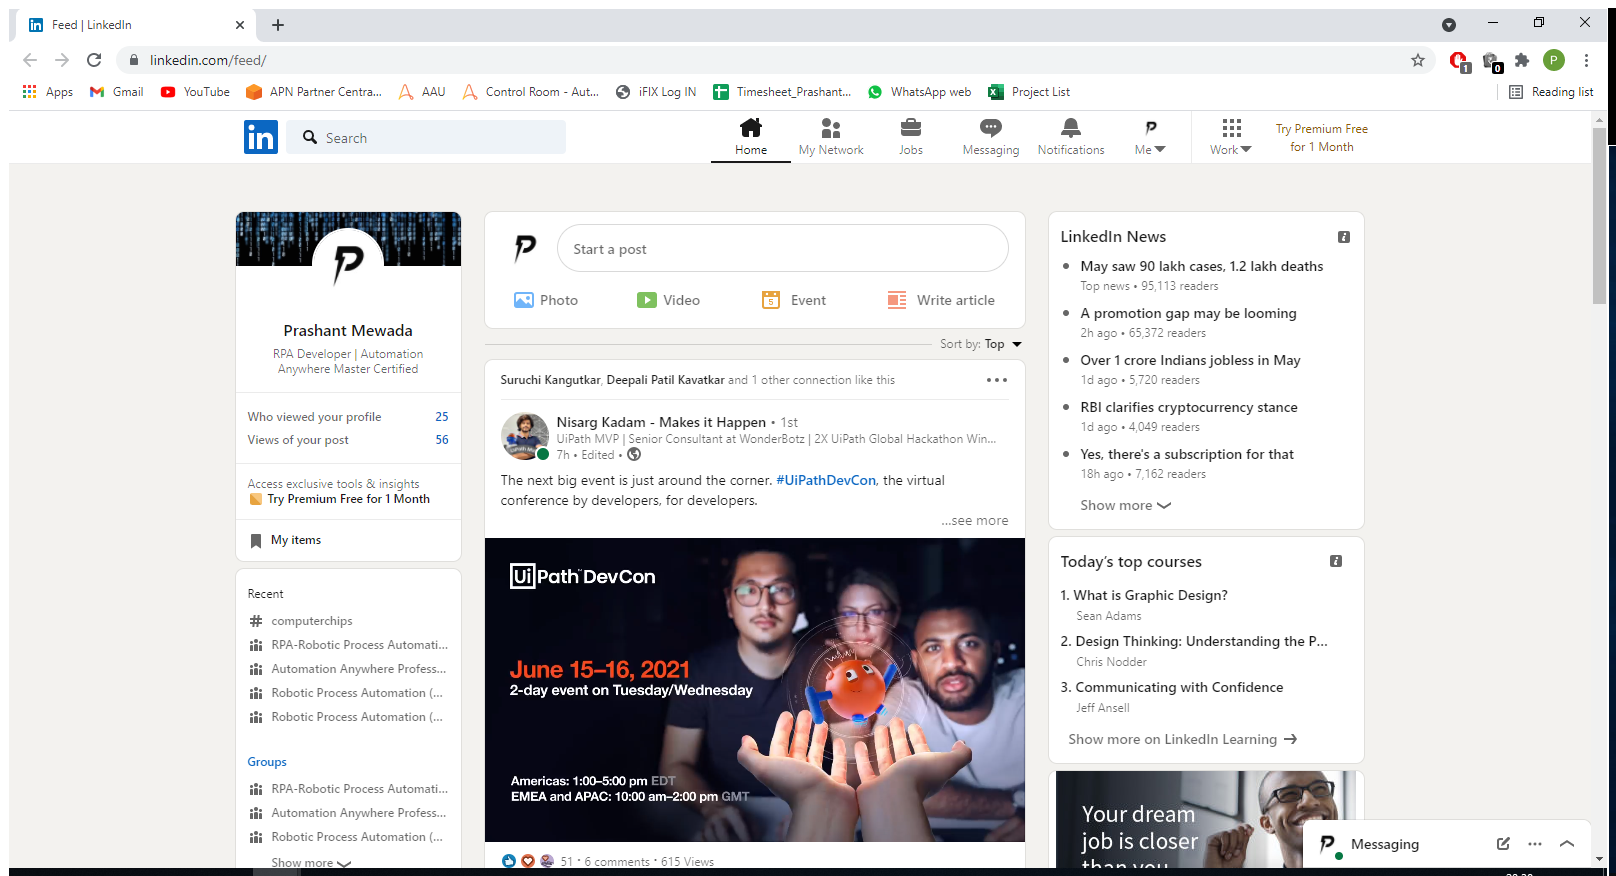 Feed | LinkedIn
linkedin.com/feed/
1
0
P
Apps
Gmail
YouTube
APN Partner Centra...
AAU
Control Room - Aut...
iFIX Log IN
Timesheet_Prashant...
WhatsApp web
Project List
Reading list
in
Search
Home
My Network
Jobs
Messaging
Notifications
Me
Work
Try Premium Free
for 1 Month
Prashant Mewada
RPA Developer | Automation
Anywhere Master Certified
Who viewed your profile 25
Views of your post 56
Access exclusive tools & insights
Try Premium Free for 1 Month
My items
Recent
# computerchips
RPA-Robotic Process Automati...
Automation Anywhere Profess...
Robotic Process Automation (...
Robotic Process Automation (...
Groups
RPA-Robotic Process Automati...
Automation Anywhere Profess...
Robotic Process Automation (...
Show more
Start a post
Photo
Video
5
Event
Write article
Sort by: Top
Suruchi Kangutkar, Deepali Patil Kavatkar and 1 other connection like this
Nisarg Kadam - Makes it Happen • 1st
UiPath MVP | Senior Consultant at WonderBotz | 2X UiPath Global Hackathon Win...
7h • Edited •
The next big event is just around the corner. #UiPathDevCon, the virtual
conference by developers, for developers.
...see more
UiPath™ DevCon
June 15–16, 2021
2-day event on Tuesday/Wednesday
Americas: 1:00–5:00 pm EDT
EMEA and APAC: 10:00 am–2:00 pm GMT
51 • 6 comments • 615 Views
LinkedIn News
May saw 90 lakh cases, 1.2 lakh deaths
Top news • 95,113 readers
A promotion gap may be looming
2h ago • 65,372 readers
Over 1 crore Indians jobless in May
1d ago • 5,720 readers
RBI clarifies cryptocurrency stance
1d ago • 4,049 readers
Yes, there's a subscription for that
18h ago • 7,162 readers
Show more
Today's top courses
1. What is Graphic Design?
Sean Adams
2. Design Thinking: Understanding the P...
Chris Nodder
3. Communicating with Confidence
Jeff Ansell
Show more on LinkedIn Learning
Your dream
job is closer
than you
Messaging